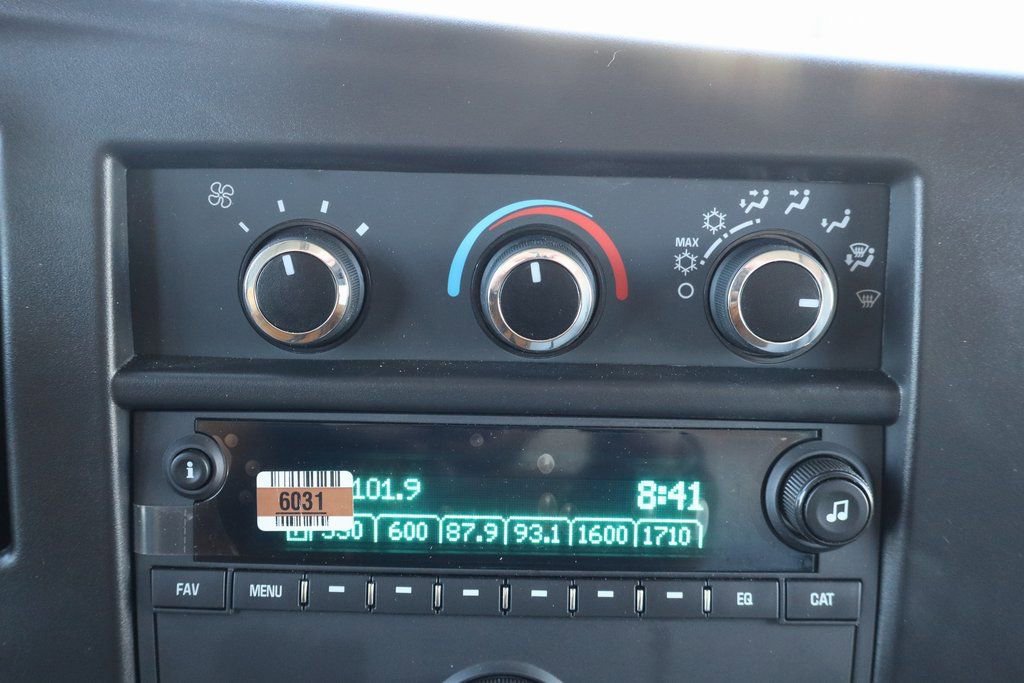 MAX
101.9 8:41
6031
600 87.9 93.1 1600 1710
FAV MENU EQ CAT